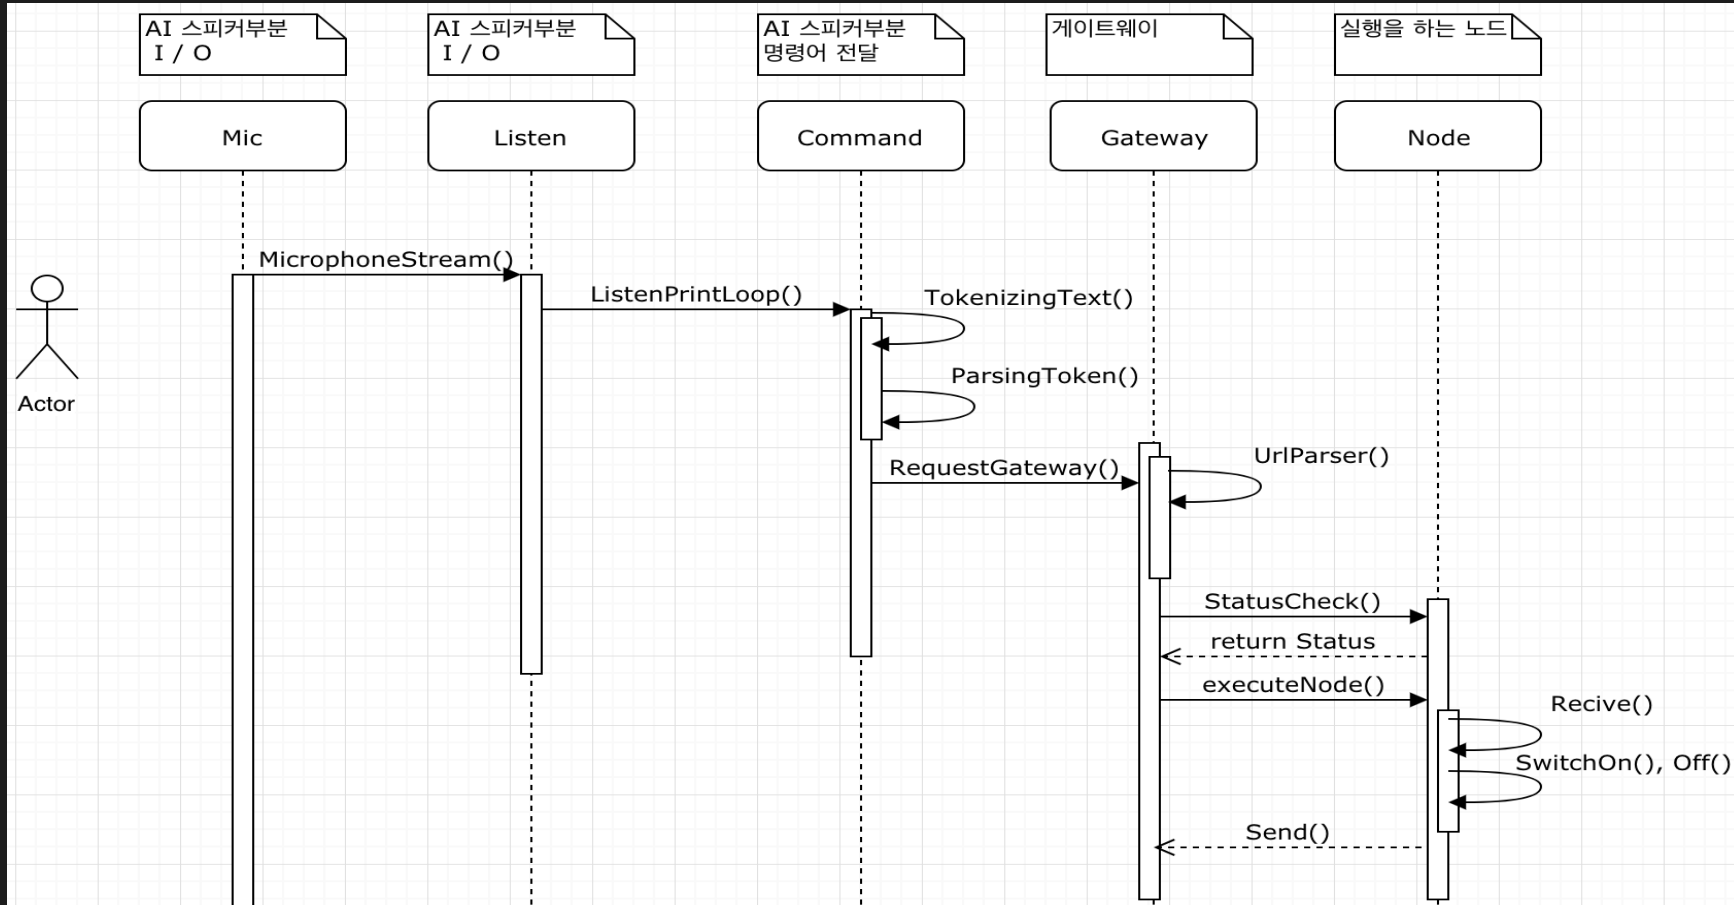 AI 스피커부분
I / O
AI 스피커부분
I / O
AI 스피커부분
명령어 전달
게이트웨이
실행을 하는 노드
Mic
Listen
Command
Gateway
Node
MicrophoneStream()
ListenPrintLoop()
TokenizingText()
ParsingToken()
Actor
RequestGateway()
UrlParser()
StatusCheck()
return Status
executeNode()
Recive()
SwitchOn(), Off()
Send()